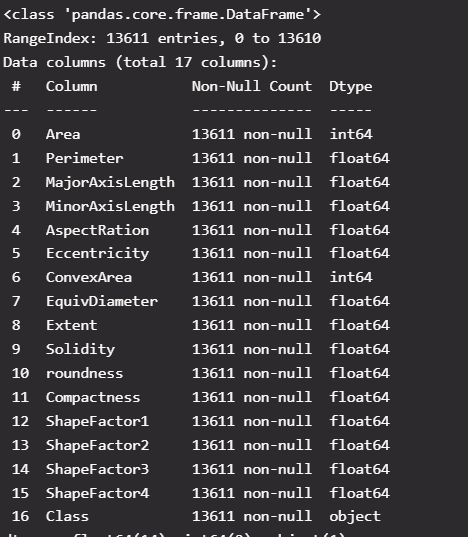 <class 'pandas.core.frame.DataFrame'>
RangeIndex: 13611 entries, 0 to 13610
Data columns (total 17 columns):
 #   Column           Non-Null Count  Dtype
---  ------           --------------  -----
 0   Area             13611 non-null  int64
 1   Perimeter        13611 non-null  float64
 2   MajorAxisLength  13611 non-null  float64
 3   MinorAxisLength  13611 non-null  float64
 4   AspectRation     13611 non-null  float64
 5   Eccentricity     13611 non-null  float64
 6   ConvexArea       13611 non-null  int64
 7   EquivDiameter    13611 non-null  float64
 8   Extent           13611 non-null  float64
 9   Solidity         13611 non-null  float64
 10  roundness        13611 non-null  float64
 11  Compactness      13611 non-null  float64
 12  ShapeFactor1     13611 non-null  float64
 13  ShapeFactor2     13611 non-null  float64
 14  ShapeFactor3     13611 non-null  float64
 15  ShapeFactor4     13611 non-null  float64
 16  Class            13611 non-null  object